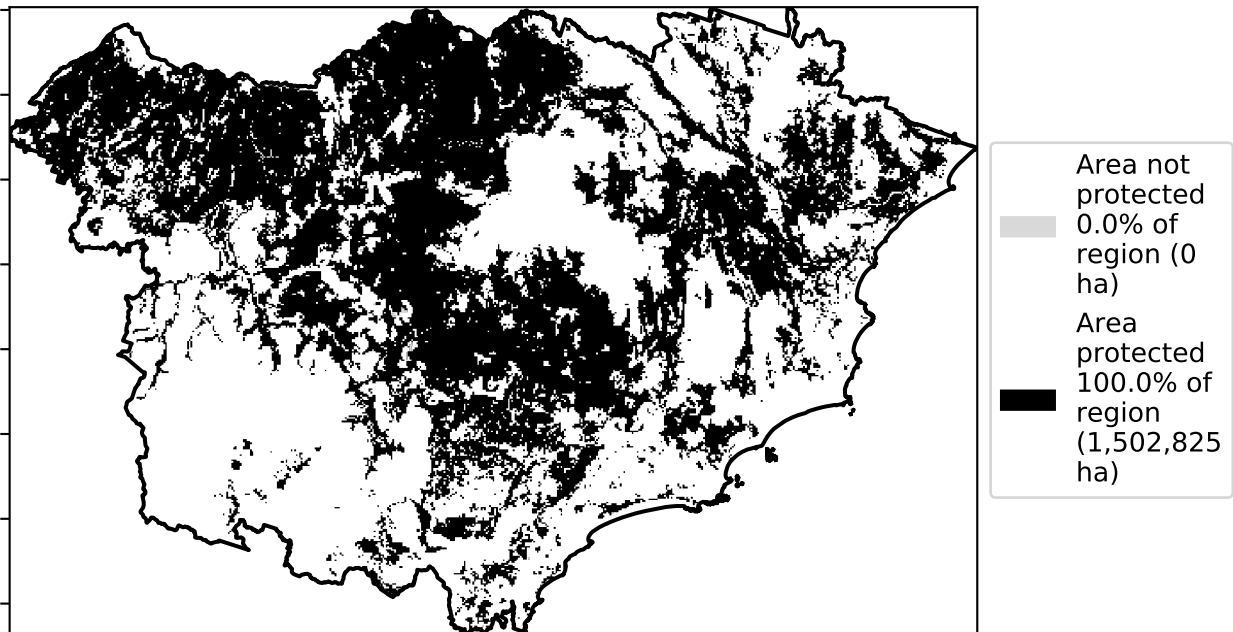 Area not
protected
0.0% of
region (0
ha)
Area
protected
100.0% of
region
(1,502,825
ha)